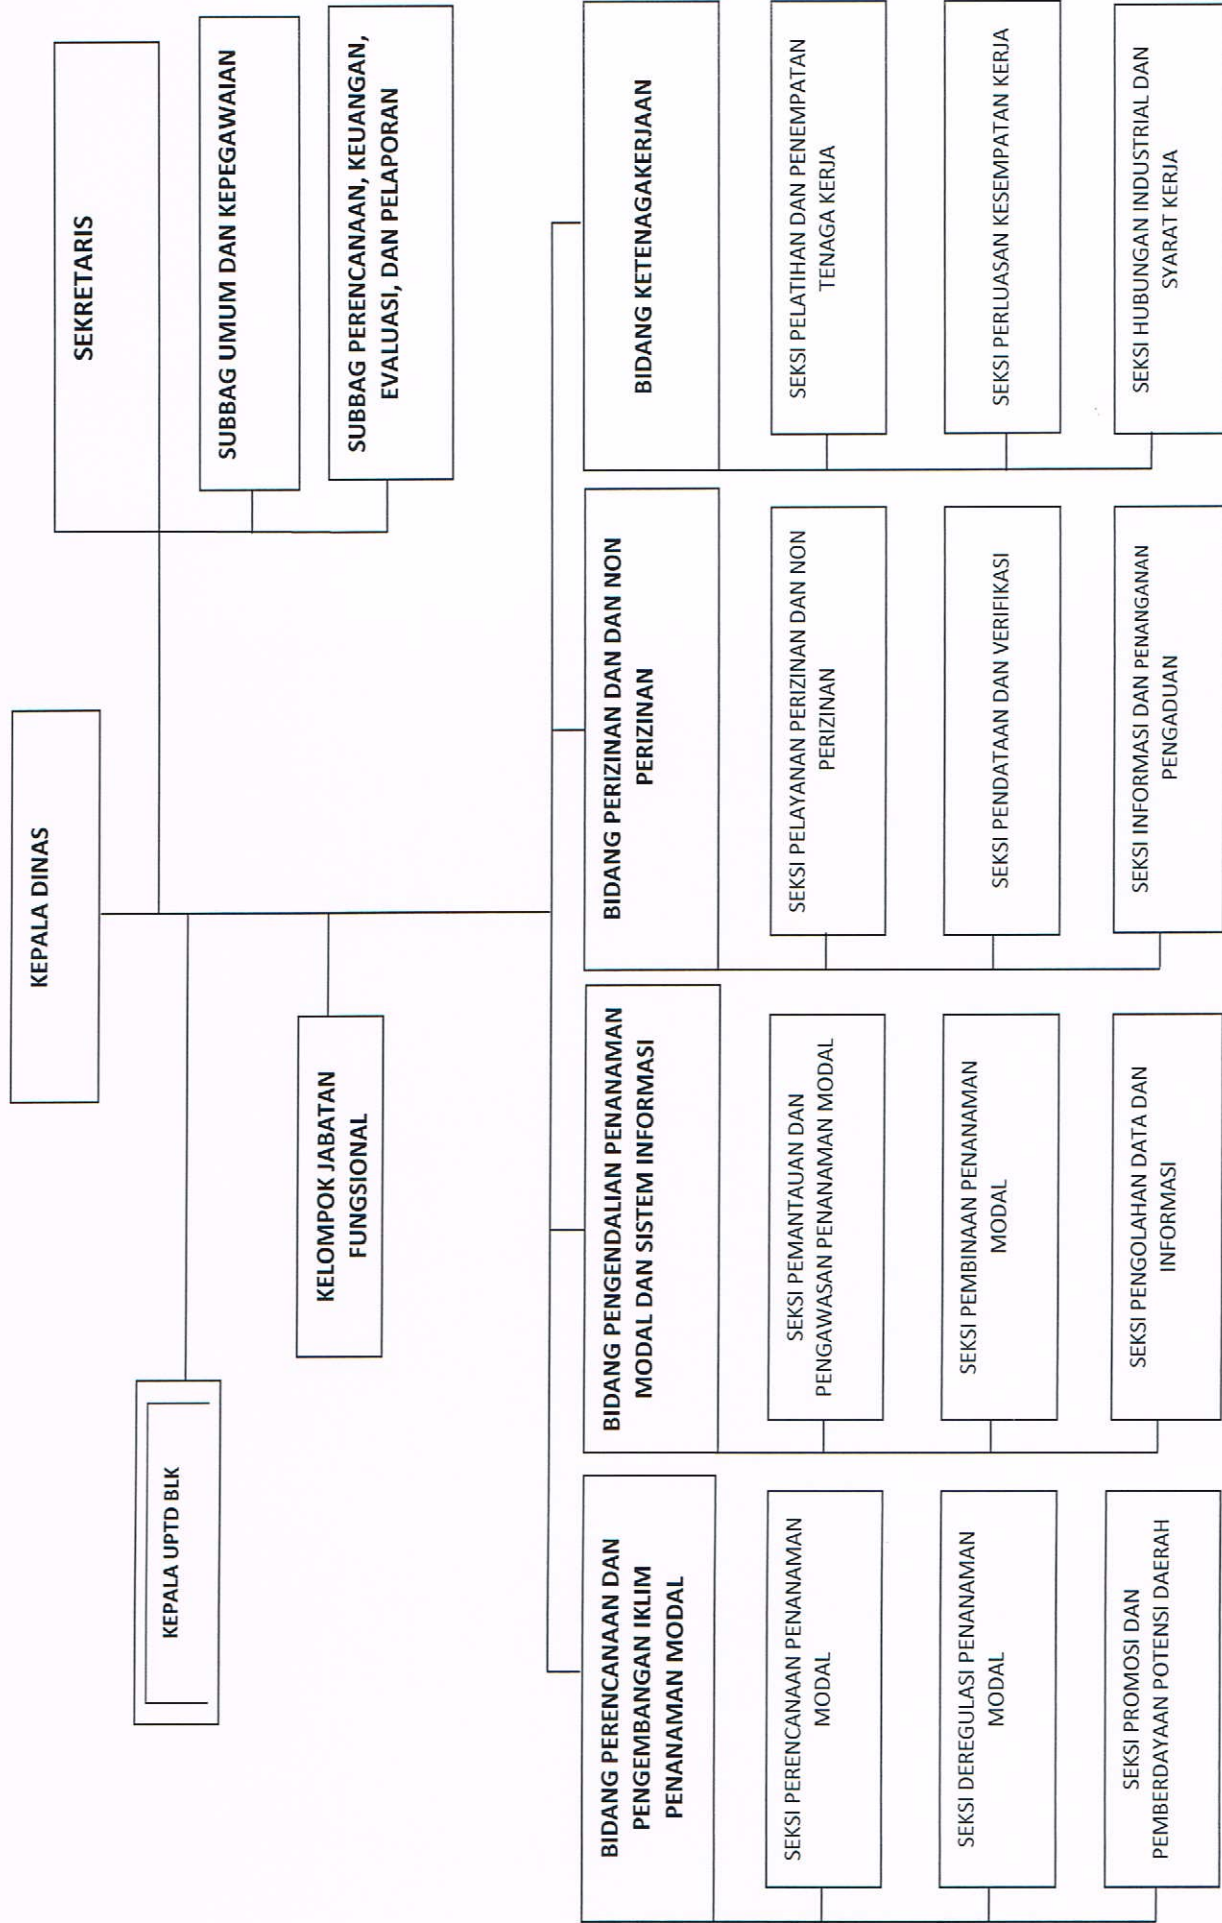 KEPALA DINAS
SEKRETARIS
SUBBAG UMUM DAN KEPEGAWAIAN
SUBBAG PERENCANAAN, KEUANGAN,
EVALUASI, DAN PELAPORAN
KEPALA UPTD BLK
KELOMPOK JABATAN
FUNGSIONAL
BIDANG PERENCANAAN DAN
PENGEMBANGAN IKLIM
PENANAMAN MODAL
SEKSI PERENCANAAN PENANAMAN
MODAL
SEKSI DEREGULASI PENANAMAN
MODAL
SEKSI PROMOSI DAN
PEMBERDAYAAN POTENSI DAERAH
BIDANG PENGENDALIAN PENANAMAN
MODAL DAN SISTEM INFORMASI
SEKSI PEMANTAUAN DAN
PENGAWASAN PENANAMAN MODAL
SEKSI PEMBINAAN PENANAMAN
MODAL
SEKSI PENGOLAHAN DATA DAN
INFORMASI
BIDANG PERIZINAN DAN DAN NON
PERIZINAN
SEKSI PELAYANAN PERIZINAN DAN NON
PERIZINAN
SEKSI PENDATAAN DAN VERIFIKASI
SEKSI INFORMASI DAN PENANGANAN
PENGADUAN
BIDANG KETENAGAKERJAAN
SEKSI PELATIHAN DAN PENEMPATAN
TENAGA KERJA
SEKSI PERLUASAN KESEMPATAN KERJA
SEKSI HUBUNGAN INDUSTRIAL DAN
SYARAT KERJA